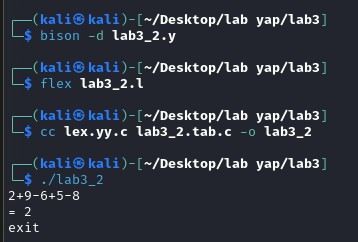 ┌──(kali㉿kali)-[~/Desktop/lab yap/lab3]
└─$ bison -d lab3_2.y
┌──(kali㉿kali)-[~/Desktop/lab yap/lab3]
└─$ flex lab3_2.l
┌──(kali㉿kali)-[~/Desktop/lab yap/lab3]
└─$ cc lex.yy.c lab3_2.tab.c -o lab3_2
┌──(kali㉿kali)-[~/Desktop/lab yap/lab3]
└─$ ./lab3_2
2+9-6+5-8
= 2
exit